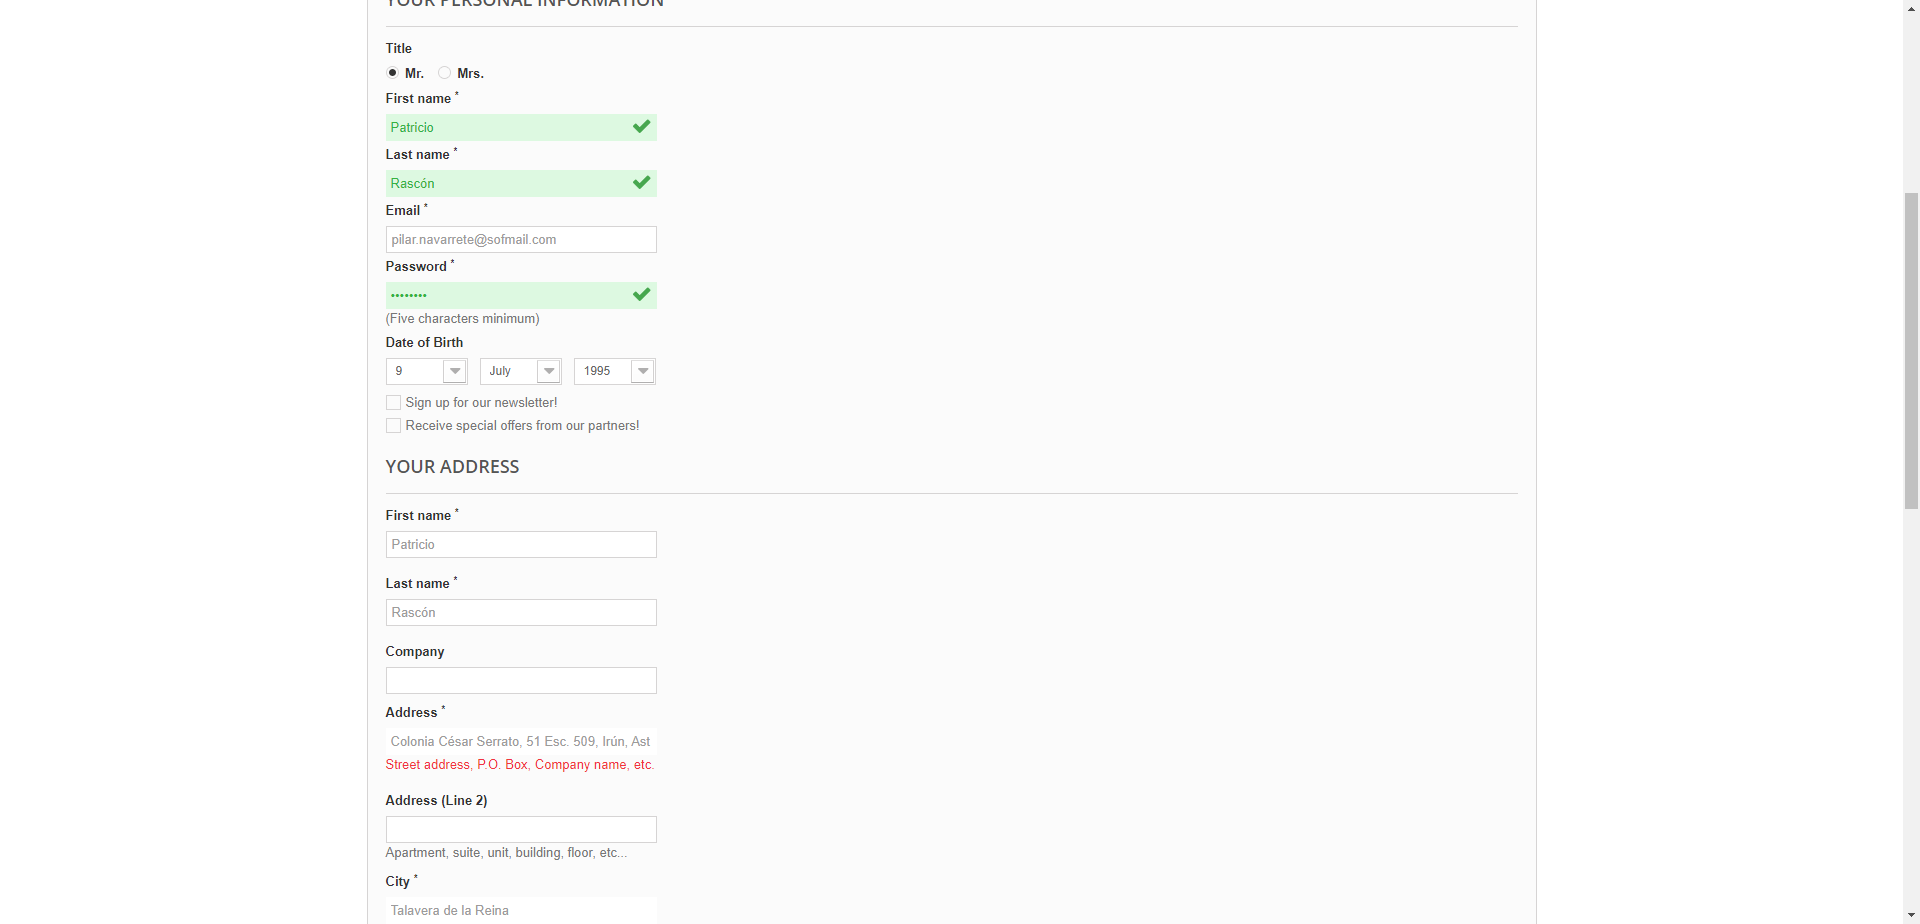 YOUR PERSONAL INFORMATION
Title
Mr. Mrs.
First name *
Patricio
Last name *
Rascón
Email *
pilar.navarrete@sofmail.com
Password *
••••••••
(Five characters minimum)
Date of Birth
9 July 1995
Sign up for our newsletter!
Receive special offers from our partners!
YOUR ADDRESS
First name *
Patricio
Last name *
Rascón
Company
Address *
Colonia César Serrato, 51 Esc. 509, Irún, Ast
Street address, P.O. Box, Company name, etc.
Address (Line 2)
Apartment, suite, unit, building, floor, etc...
City *
Talavera de la Reina